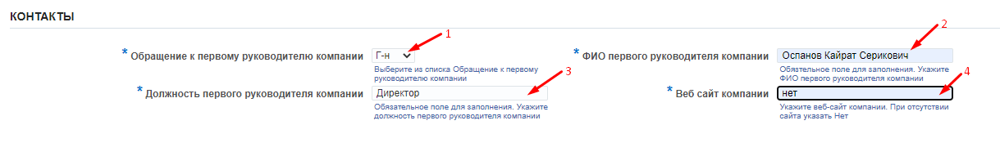 КОНТАКТЫ
1
2
* Обращение к первому руководителю компании Г-н
* ФИО первого руководителя компании Оспанов Кайрат Серикович
Выберите из списка Обращение к первому
руководителю компании
Обязтельное поле для заполнения. Укажите
ФИО первого руководителя компании
3
4
* Должность первого руководителя компании Директор
* Веб сайт компании нет
Обязательное поле для заполнения. Укажите
должность первого руководителя компании
Укажите веб-сайт компании. При отсутствии
сайта указать Нет